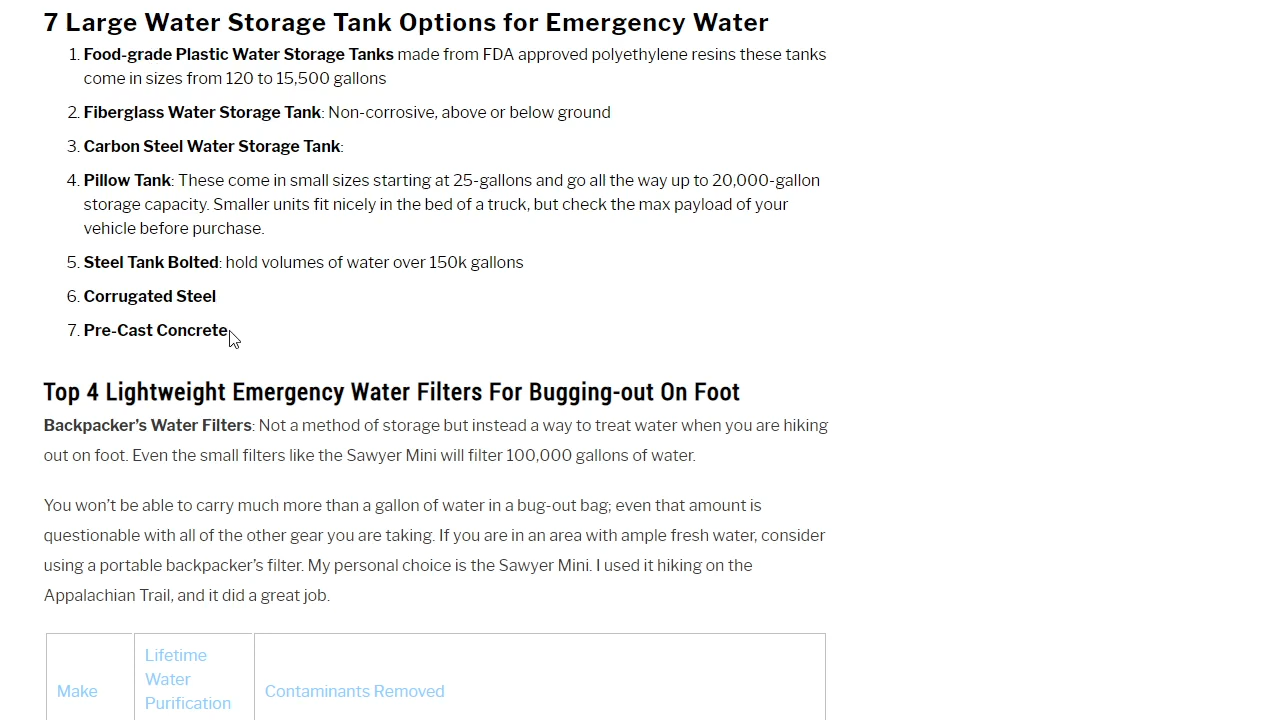 7 Large Water Storage Tank Options for Emergency Water
1. Food-grade Plastic Water Storage Tanks made from FDA approved polyethylene resins these tanks
come in sizes from 120 to 15,500 gallons
2. Fiberglass Water Storage Tank: Non-corrosive, above or below ground
3. Carbon Steel Water Storage Tank:
4. Pillow Tank: These come in small sizes starting at 25-gallons and go all the way up to 20,000-gallon
storage capacity. Smaller units fit nicely in the bed of a truck, but check the max payload of your
vehicle before purchase.
5. Steel Tank Bolted: hold volumes of water over 150k gallons
6. Corrugated Steel
7. Pre-Cast Concrete
Top 4 Lightweight Emergency Water Filters For Bugging-out On Foot
Backpacker’s Water Filters: Not a method of storage but instead a way to treat water when you are hiking
out on foot. Even the small filters like the Sawyer Mini will filter 100,000 gallons of water.
You won’t be able to carry much more than a gallon of water in a bug-out bag; even that amount is
questionable with all of the other gear you are taking. If you are in an area with ample fresh water, consider
using a portable backpacker’s filter. My personal choice is the Sawyer Mini. I used it hiking on the
Appalachian Trail, and it did a great job.
Make
Lifetime
Water
Purification
Contaminants Removed